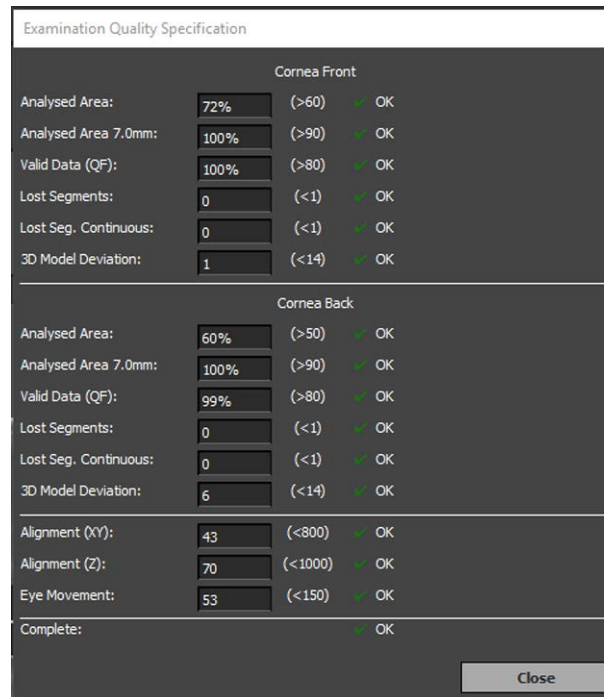 Examination Quality Specification
Cornea Front
Analysed Area: 72% (>60) OK
Analysed Area 7.0mm: 100% (>90) OK
Valid Data (QF): 100% (>80) OK
Lost Segments: 0 (<1) OK
Lost Seg. Continuous: 0 (<1) OK
3D Model Deviation: 1 (<14) OK
Cornea Back
Analysed Area: 60% (>50) OK
Analysed Area 7.0mm: 100% (>90) OK
Valid Data (QF): 99% (>80) OK
Lost Segments: 0 (<1) OK
Lost Seg. Continuous: 0 (<1) OK
3D Model Deviation: 6 (<14) OK
Alignment (XY): 43 (<800) OK
Alignment (Z): 70 (<1000) OK
Eye Movement: 53 (<150) OK
Complete: OK
Close